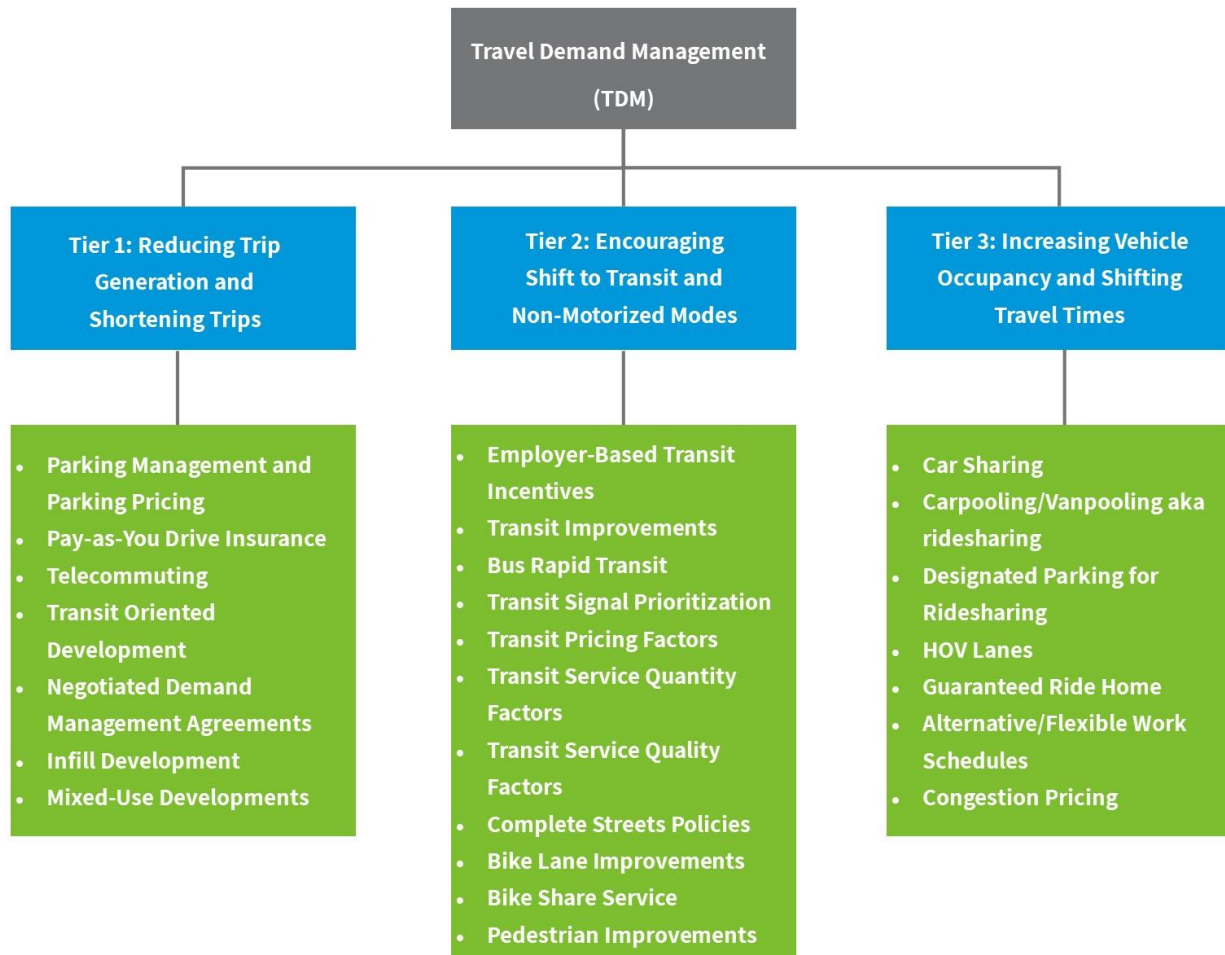 Travel Demand Management
(TDM)
Tier 1: Reducing Trip
Generation and
Shortening Trips
• Parking Management and
Parking Pricing
• Pay-as-You Drive Insurance
• Telecommuting
• Transit Oriented
Development
• Negotiated Demand
Management Agreements
• Infill Development
• Mixed-Use Developments
Tier 2: Encouraging
Shift to Transit and
Non-Motorized Modes
• Employer-Based Transit
Incentives
• Transit Improvements
• Bus Rapid Transit
• Transit Signal Prioritization
• Transit Pricing Factors
• Transit Service Quantity
Factors
• Transit Service Quality
Factors
• Complete Streets Policies
• Bike Lane Improvements
• Bike Share Service
• Pedestrian Improvements
Tier 3: Increasing Vehicle
Occupancy and Shifting
Travel Times
• Car Sharing
• Carpooling/Vanpooling aka
ridesharing
• Designated Parking for
Ridesharing
• HOV Lanes
• Guaranteed Ride Home
• Alternative/Flexible Work
Schedules
• Congestion Pricing